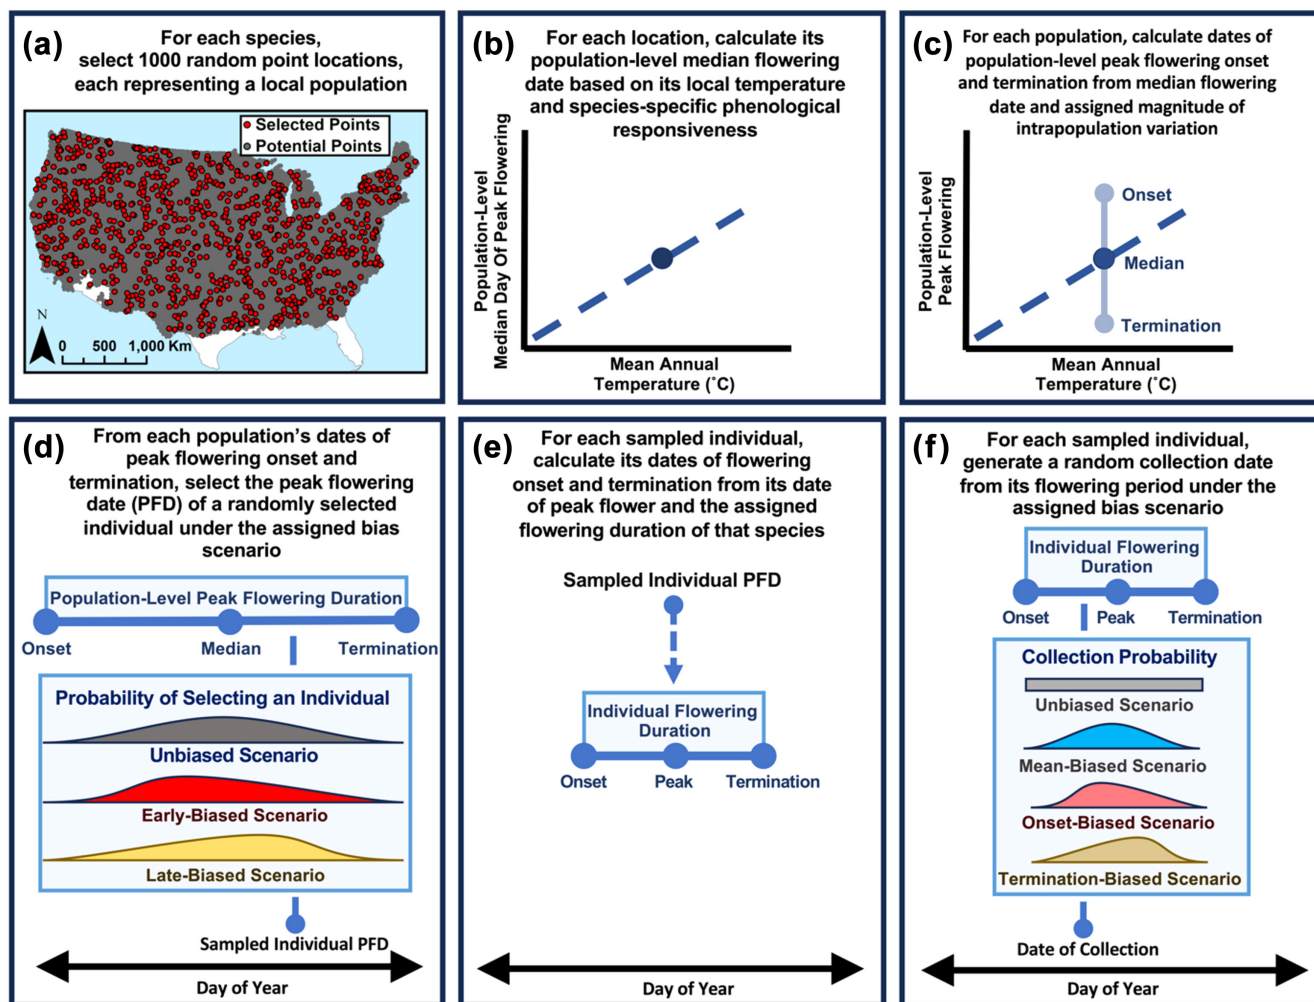 (a)
For each species,
select 1000 random point locations,
each representing a local population
Selected Points
Potential Points
N
0 500 1,000 Km
(b)
For each location, calculate its
population-level median flowering
date based on its local temperature
and species-specific phenological
responsiveness
Population-Level
Median Day Of Peak Flowering
Mean Annual
Temperature (˚C)
(c)
For each population, calculate dates of
population-level peak flowering onset
and termination from median flowering
date and assigned magnitude of
intrapopulation variation
Population-Level
Peak Flowering
Onset
Median
Termination
Mean Annual
Temperature (˚C)
(d)
From each population's dates of
peak flowering onset and
termination, select the peak flowering
date (PFD) of a randomly selected
individual under the assigned bias
scenario
Population-Level Peak Flowering Duration
Onset Median Termination
Probability of Selecting an Individual
Unbiased Scenario
Early-Biased Scenario
Late-Biased Scenario
Sampled Individual PFD
Day of Year
(e)
For each sampled individual,
calculate its dates of flowering
onset and termination from its date
of peak flower and the assigned
flowering duration of that species
Sampled Individual PFD
Individual Flowering
Duration
Onset Peak Termination
Day of Year
(f)
For each sampled individual,
generate a random collection date
from its flowering period under the
assigned bias scenario
Individual Flowering
Duration
Onset Peak Termination
Collection Probability
Unbiased Scenario
Mean-Biased Scenario
Onset-Biased Scenario
Termination-Biased Scenario
Date of Collection
Day of Year